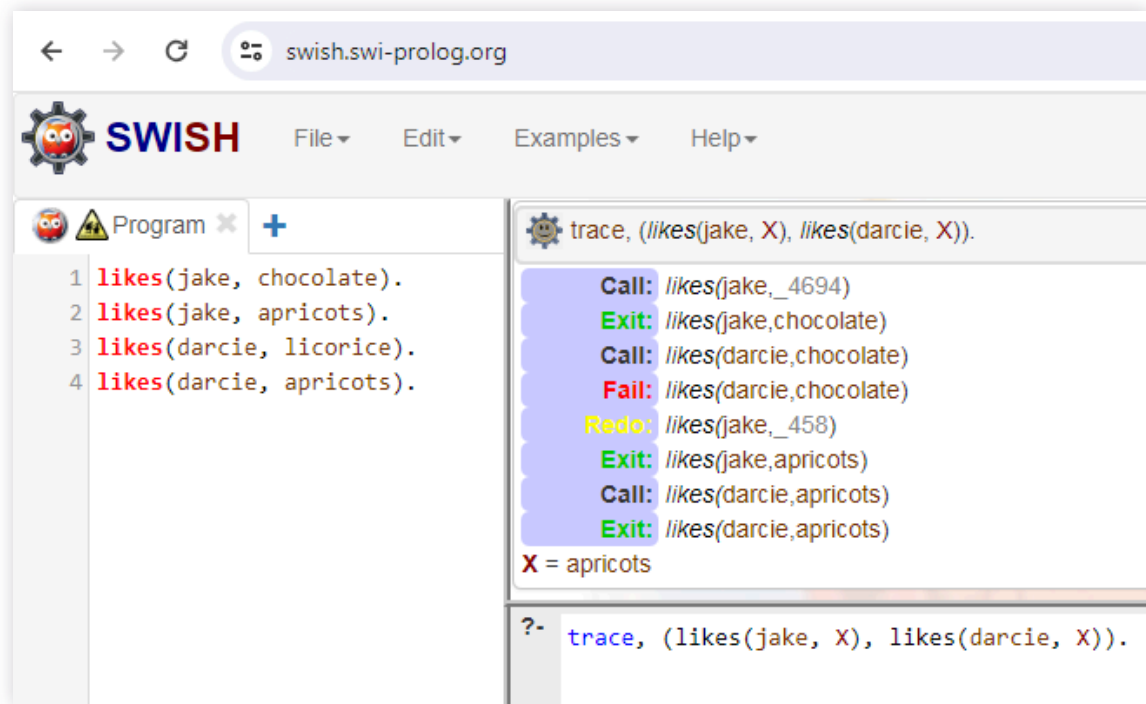 swish.swi-prolog.org
SWISH File Edit Examples Help
Program
1 likes(jake, chocolate).
2 likes(jake, apricots).
3 likes(darcie, licorice).
4 likes(darcie, apricots).
trace, (likes(jake, X), likes(darcie, X)).
Call: likes(jake,_4694)
Exit: likes(jake,chocolate)
Call: likes(darcie,chocolate)
Fail: likes(darcie,chocolate)
Redo: likes(jake,_458)
Exit: likes(jake,apricots)
Call: likes(darcie,apricots)
Exit: likes(darcie,apricots)
X = apricots
?- trace, (likes(jake, X), likes(darcie, X)).